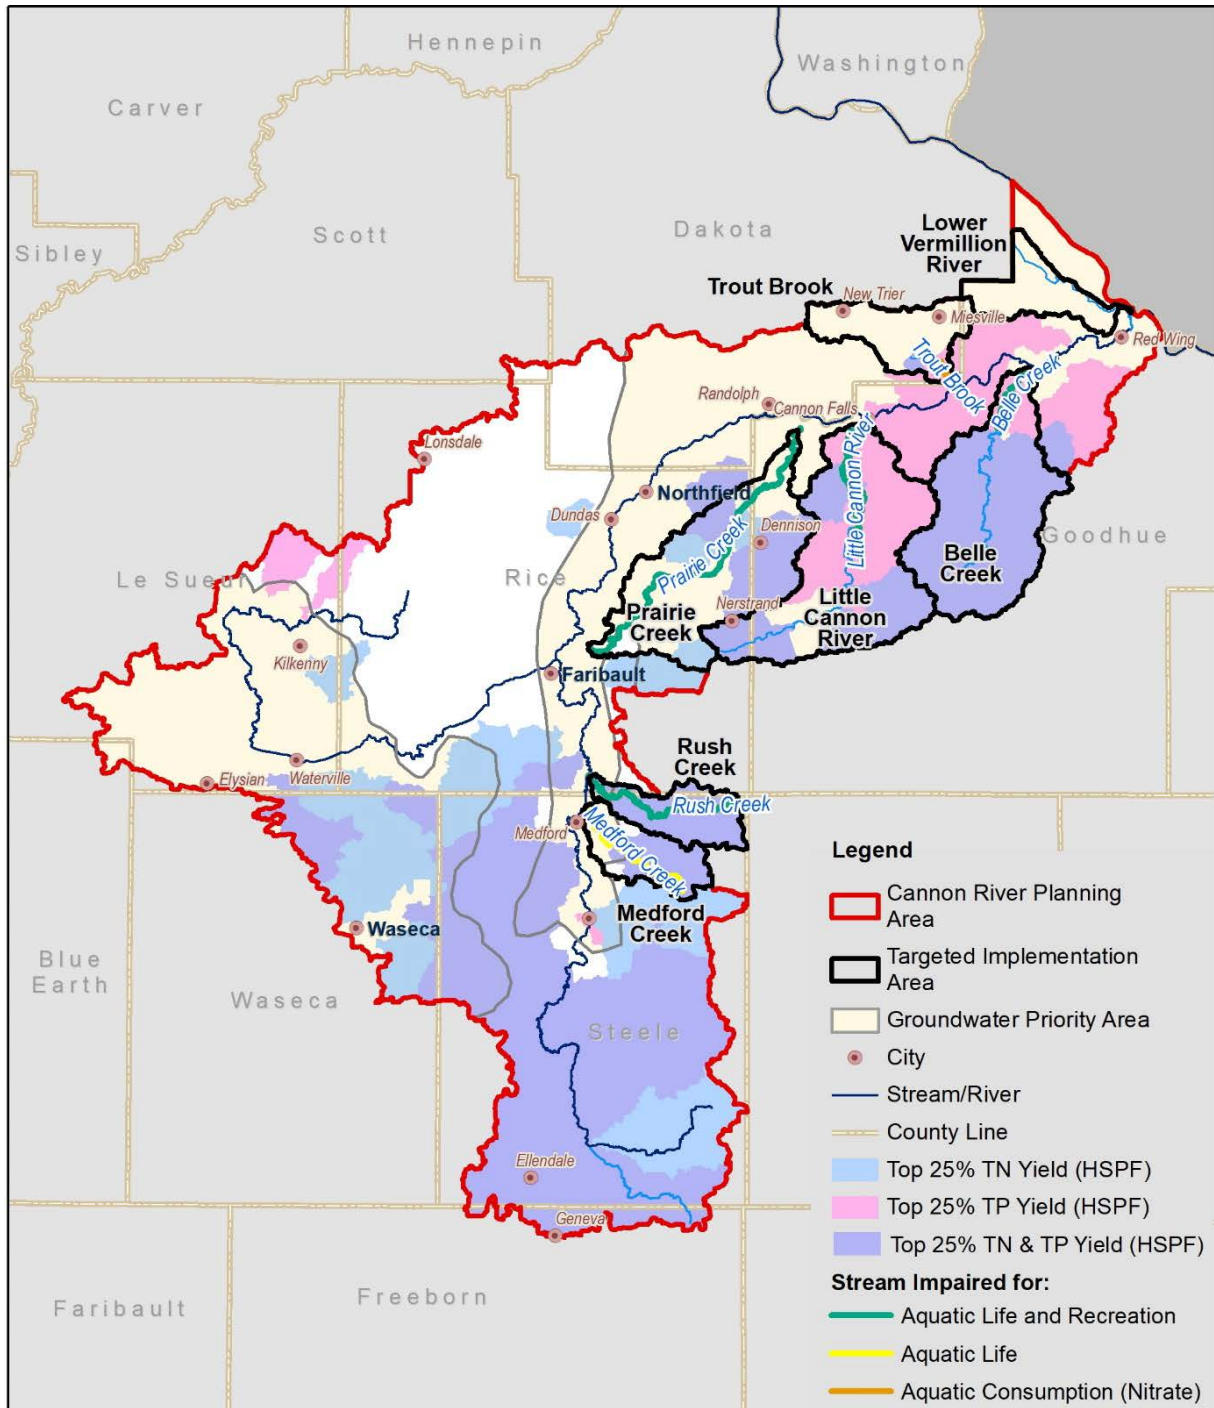 Hennepin
Washington
Carver
Scott
Dakota
Sibley
Lower
Vermillion
River
Trout Brook
New Trier
Miesville
Red Wing
Trout Brook
Belle Creek
Randolph
Cannon Falls
Little Cannon River
Lonsdale
Northfield
Dundas
Dennison
Prairie Creek
Goodhue
Belle
Creek
Le Sueur
Rice
Nerstrand
Prairie
Creek
Little
Cannon
River
Kilkenny
Faribault
Rush
Creek
Elysian
Waterville
Rush Creek
Medford
Medford Creek
Medford
Creek
Waseca
Blue
Earth
Waseca
Steele
Ellendale
Geneva
Faribault
Freeborn
Legend
Cannon River Planning
Area
Targeted Implementation
Area
Groundwater Priority Area
City
Stream/River
County Line
Top 25% TN Yield (HSPF)
Top 25% TP Yield (HSPF)
Top 25% TN & TP Yield (HSPF)
Stream Impaired for:
Aquatic Life and Recreation
Aquatic Life
Aquatic Consumption (Nitrate)